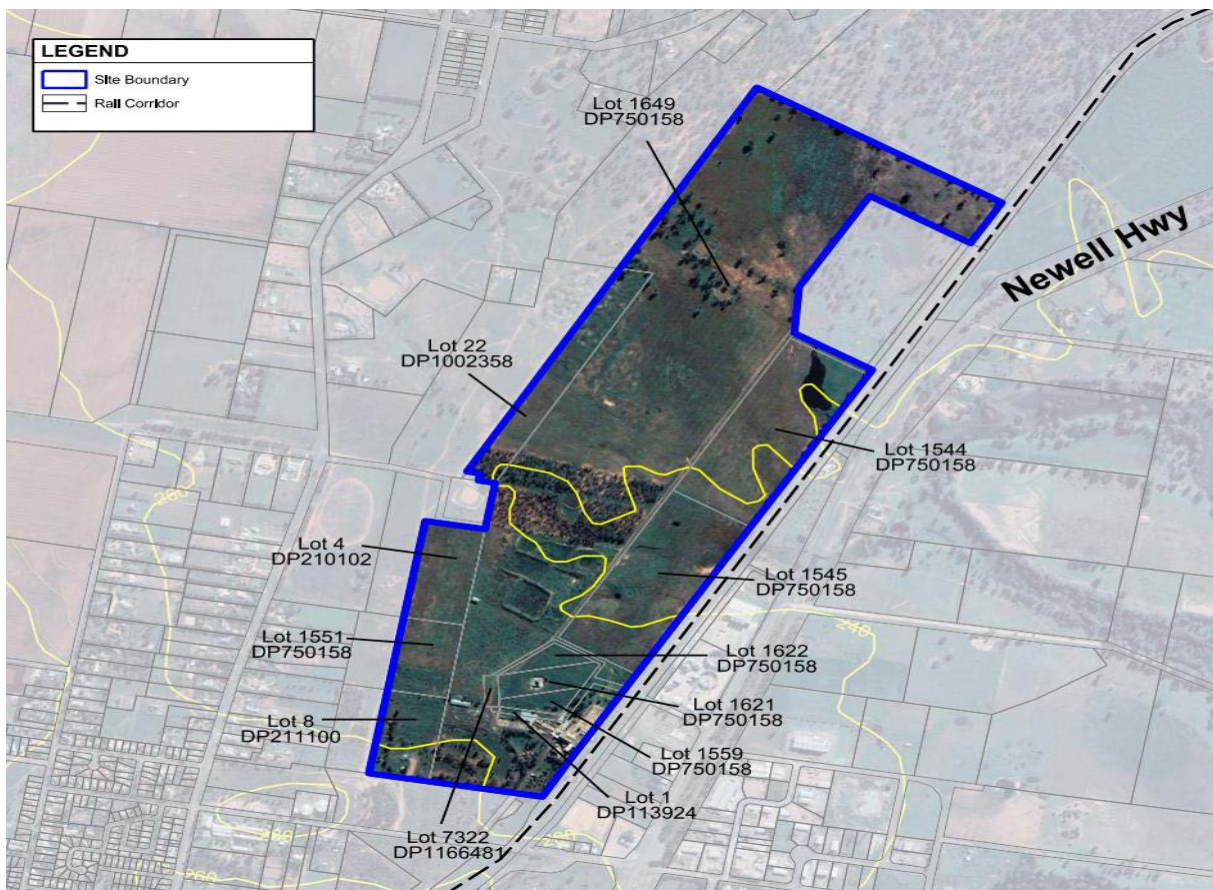 LEGEND
Site Boundary
Rail Corridor
Lot 1649
DP750158
Newell Hwy
Lot 22
DP1002358
Lot 1544
DP750158
260
Lot 4
DP210102
Lot 1545
DP750158
240
Lot 1551
DP750158
Lot 1622
DP750158
Lot 1621
DP750158
Lot 8
DP211100
Lot 1559
DP750158
Lot 1
DP113924
Lot 7322
DP1166481
260
260